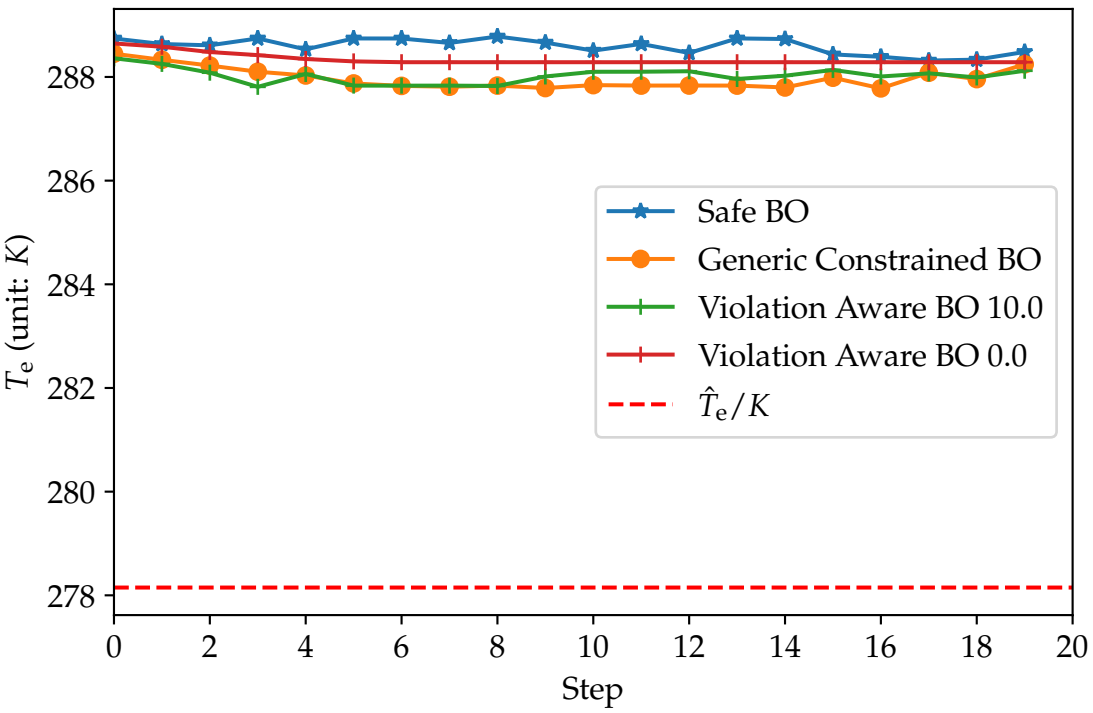 288
286
284
282
280
278
T_e (unit: K)
Safe BO
Generic Constrained BO
Violation Aware BO 10.0
Violation Aware BO 0.0
T̂_e/K
0 2 4 6 8 10 12 14 16 18 20
Step